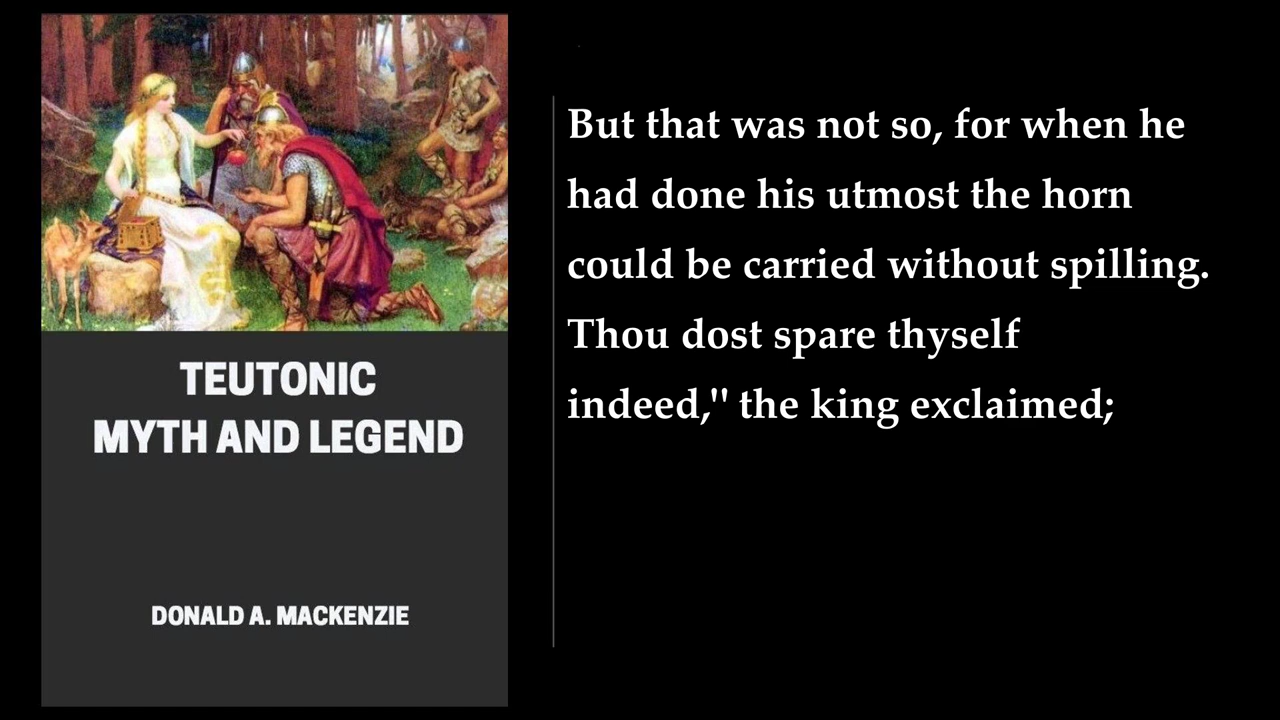 TEUTONIC
MYTH AND LEGEND
DONALD A. MACKENZIE
But that was not so, for when he
had done his utmost the horn
could be carried without spilling.
Thou dost spare thyself
indeed," the king exclaimed;